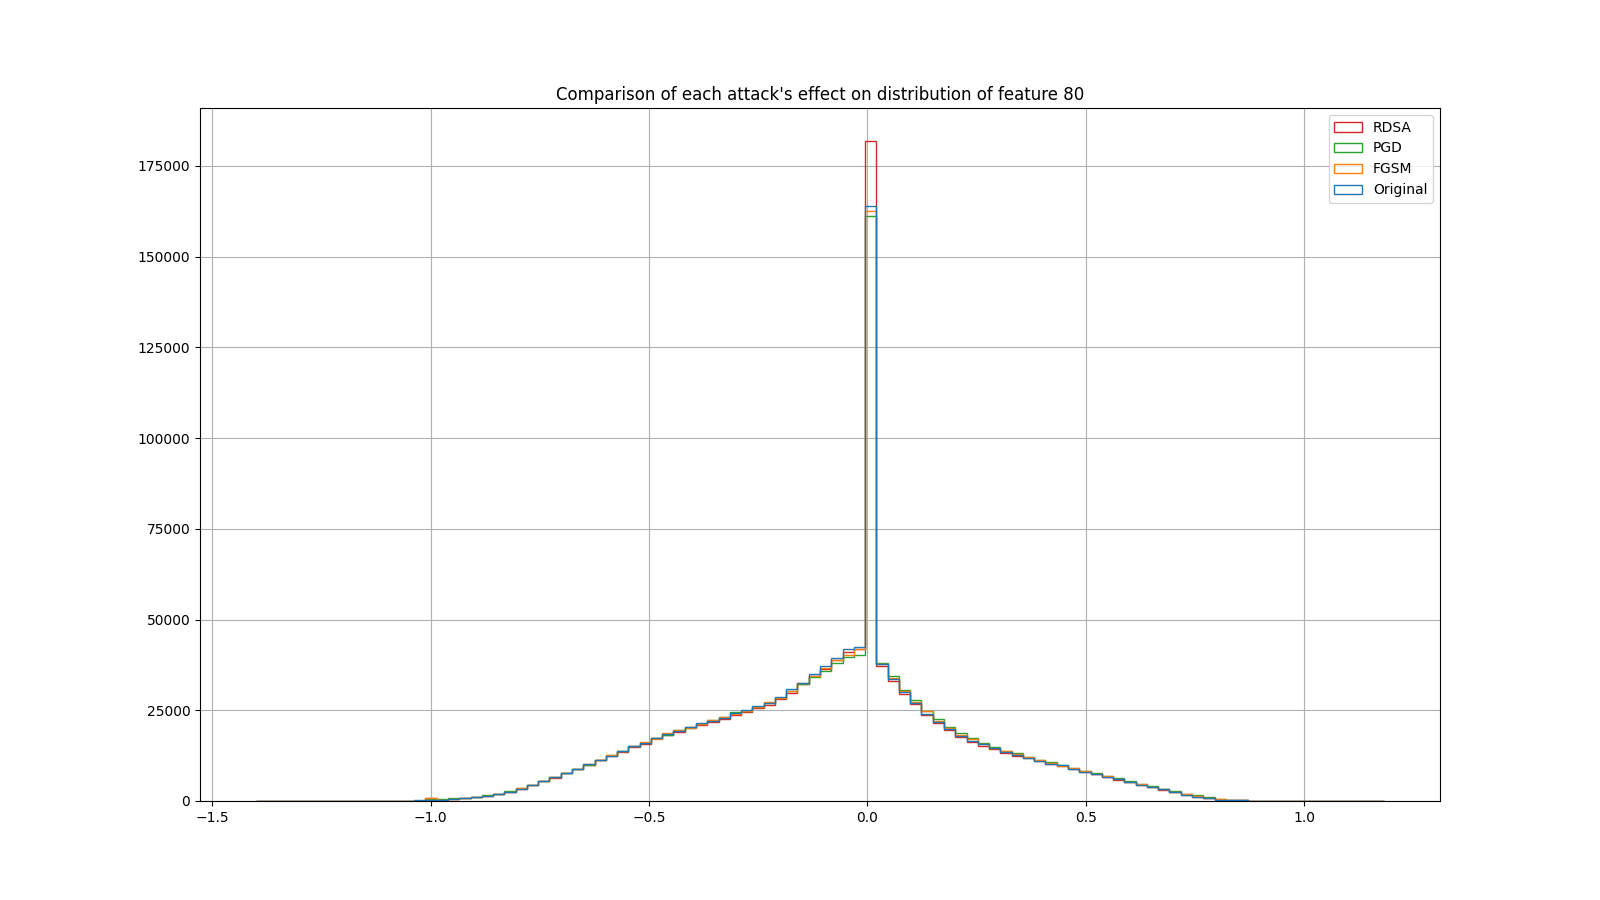 Comparison of each attack's effect on distribution of feature 80
RDSA
PGD
FGSM
Original
175000
150000
125000
100000
75000
50000
25000
0
−1.5 −1.0 −0.5 0.0 0.5 1.0